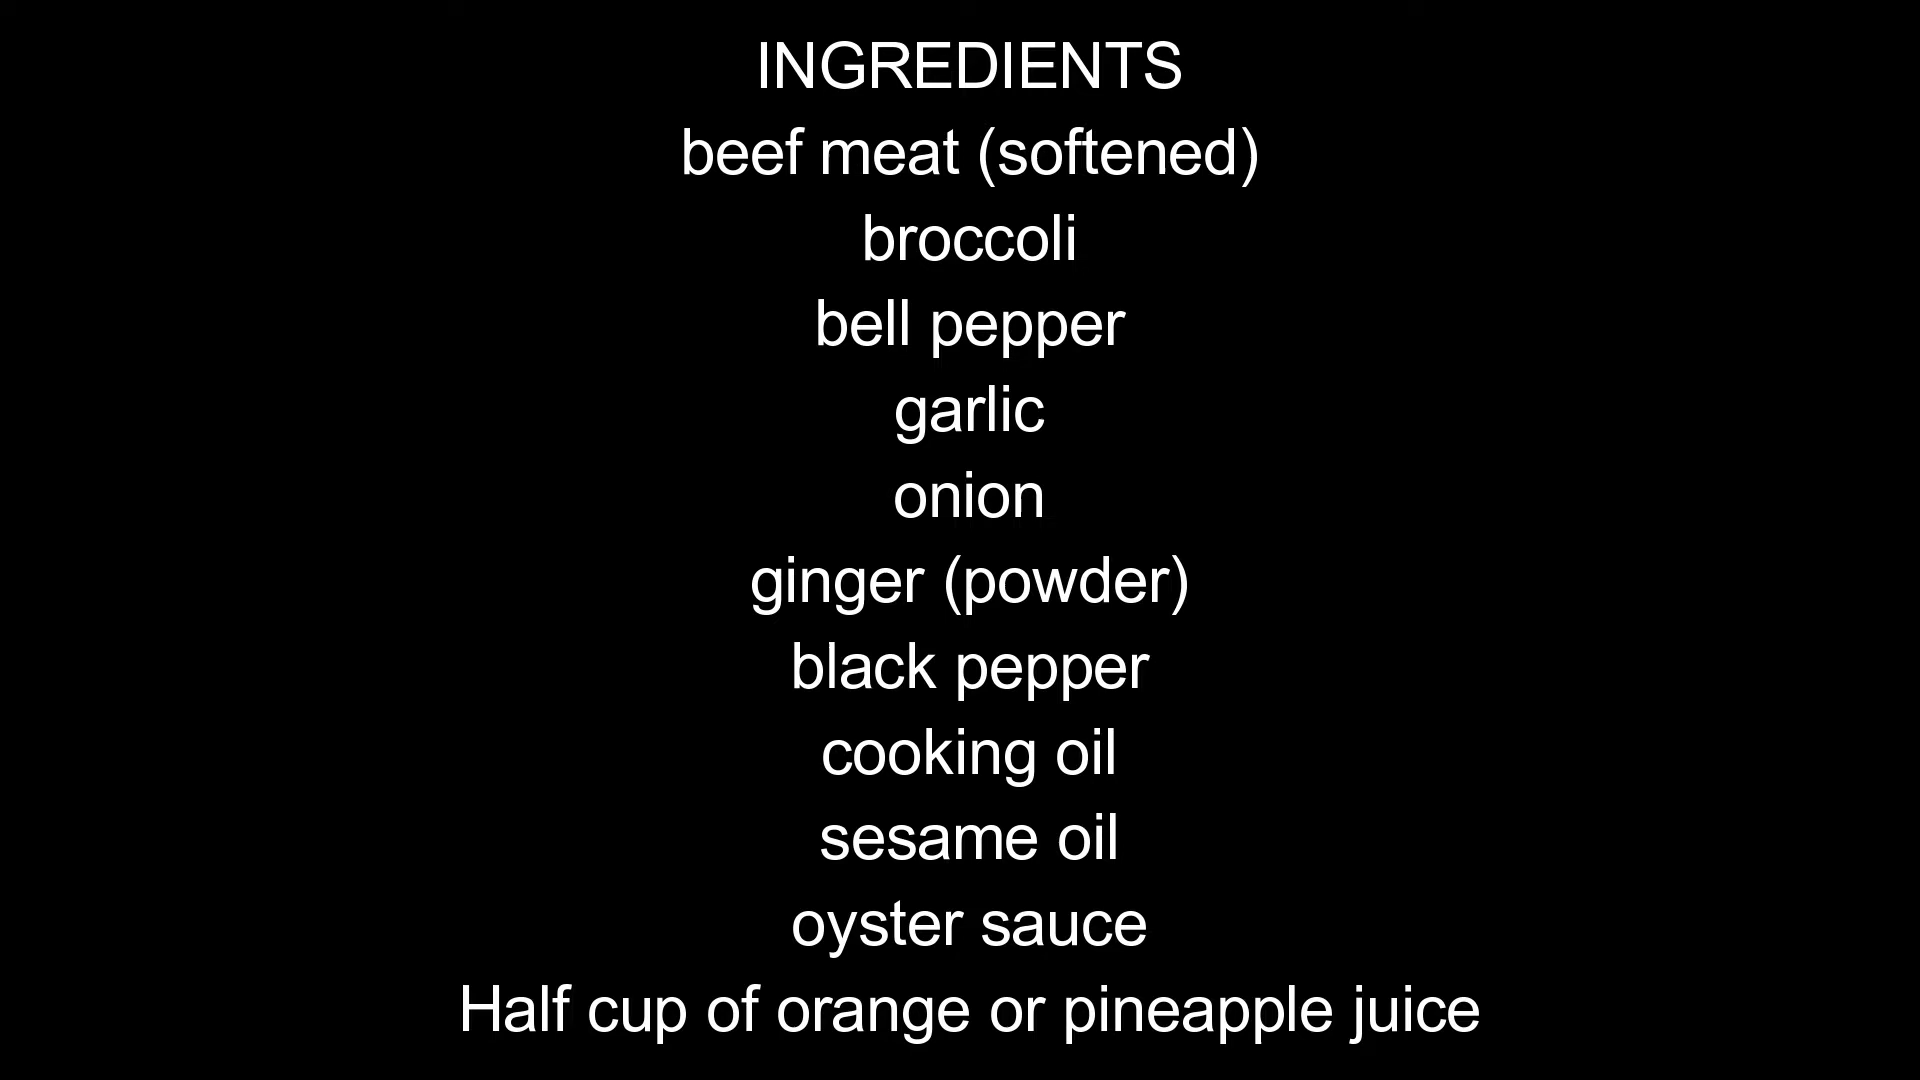 INGREDIENTS
beef meat (softened)
broccoli
bell pepper
garlic
onion
ginger (powder)
black pepper
cooking oil
sesame oil
oyster sauce
Half cup of orange or pineapple juice